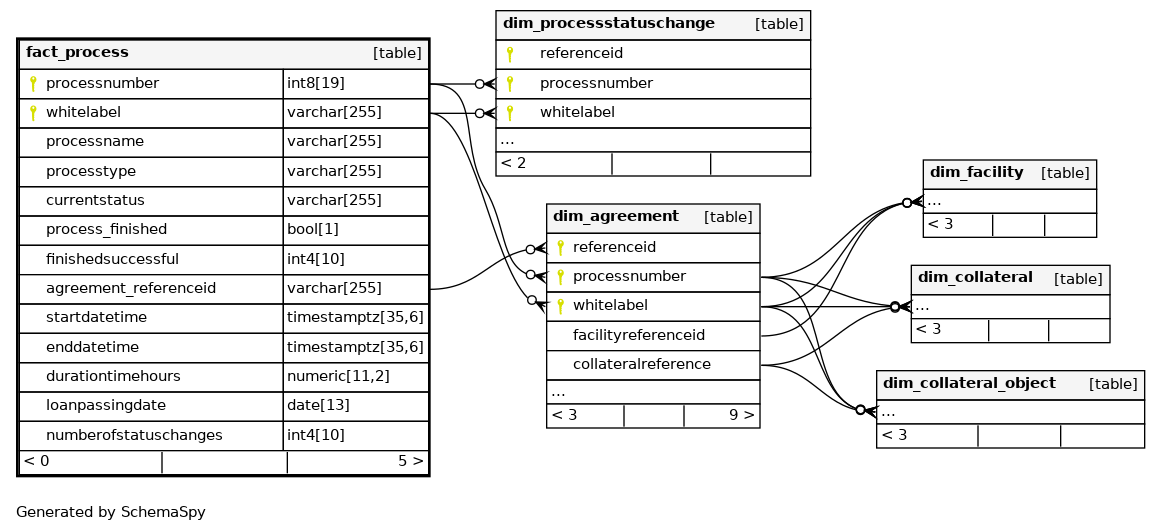 fact_process [table]
processnumber int8[19]
whitelabel varchar[255]
processname varchar[255]
processtype varchar[255]
currentstatus varchar[255]
process_finished bool[1]
finishedsuccessful int4[10]
agreement_referenceid varchar[255]
startdatetime timestamptz[35,6]
enddatetime timestamptz[35,6]
durationtimehours numeric[11,2]
loanpassingdate date[13]
numberofstatuschanges int4[10]
< 0 5 >
dim_processstatuschange [table]
referenceid
processnumber
whitelabel
...
< 2
dim_agreement [table]
referenceid
processnumber
whitelabel
facilityreferenceid
collateralreference
...
< 3 9 >
dim_facility [table]
...
< 3
dim_collateral [table]
...
< 3
dim_collateral_object [table]
...
< 3
Generated by SchemaSpy